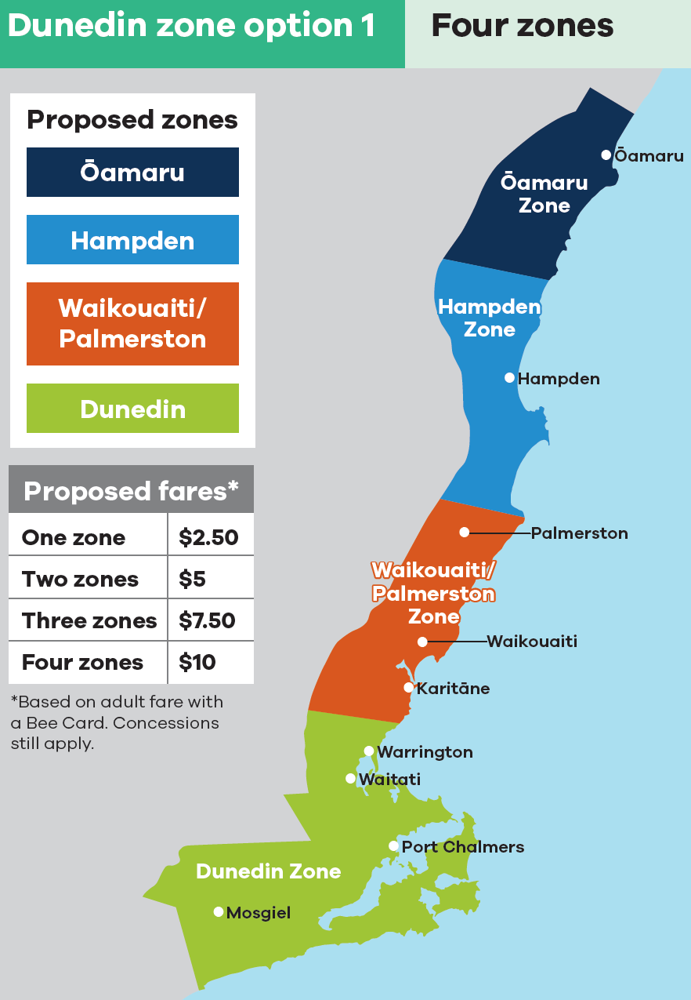 Dunedin zone option 1
Four zones
Proposed zones
Ōamaru
Hampden
Waikouaiti/
Palmerston
Dunedin
Proposed fares*
One zone $2.50
Two zones $5
Three zones $7.50
Four zones $10
*Based on adult fare with
a Bee Card. Concessions
still apply.
Ōamaru
Ōamaru
Zone
Hampden
Zone
Hampden
Palmerston
Waikouaiti/
Palmerston
Zone
Waikouaiti
Karitāne
Warrington
Waitati
Port Chalmers
Dunedin Zone
Mosgiel